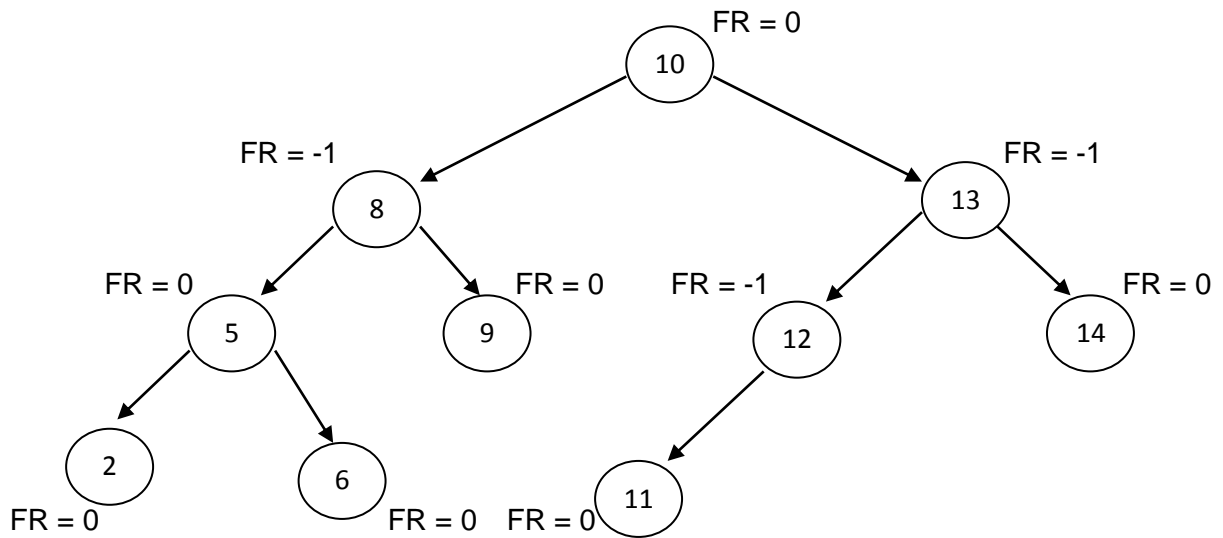 FR = 0
10
FR = -1
FR = -1
8
13
FR = 0
FR = 0
FR = -1
FR = 0
5
9
12
14
2
6
11
FR = 0
FR = 0
FR = 0